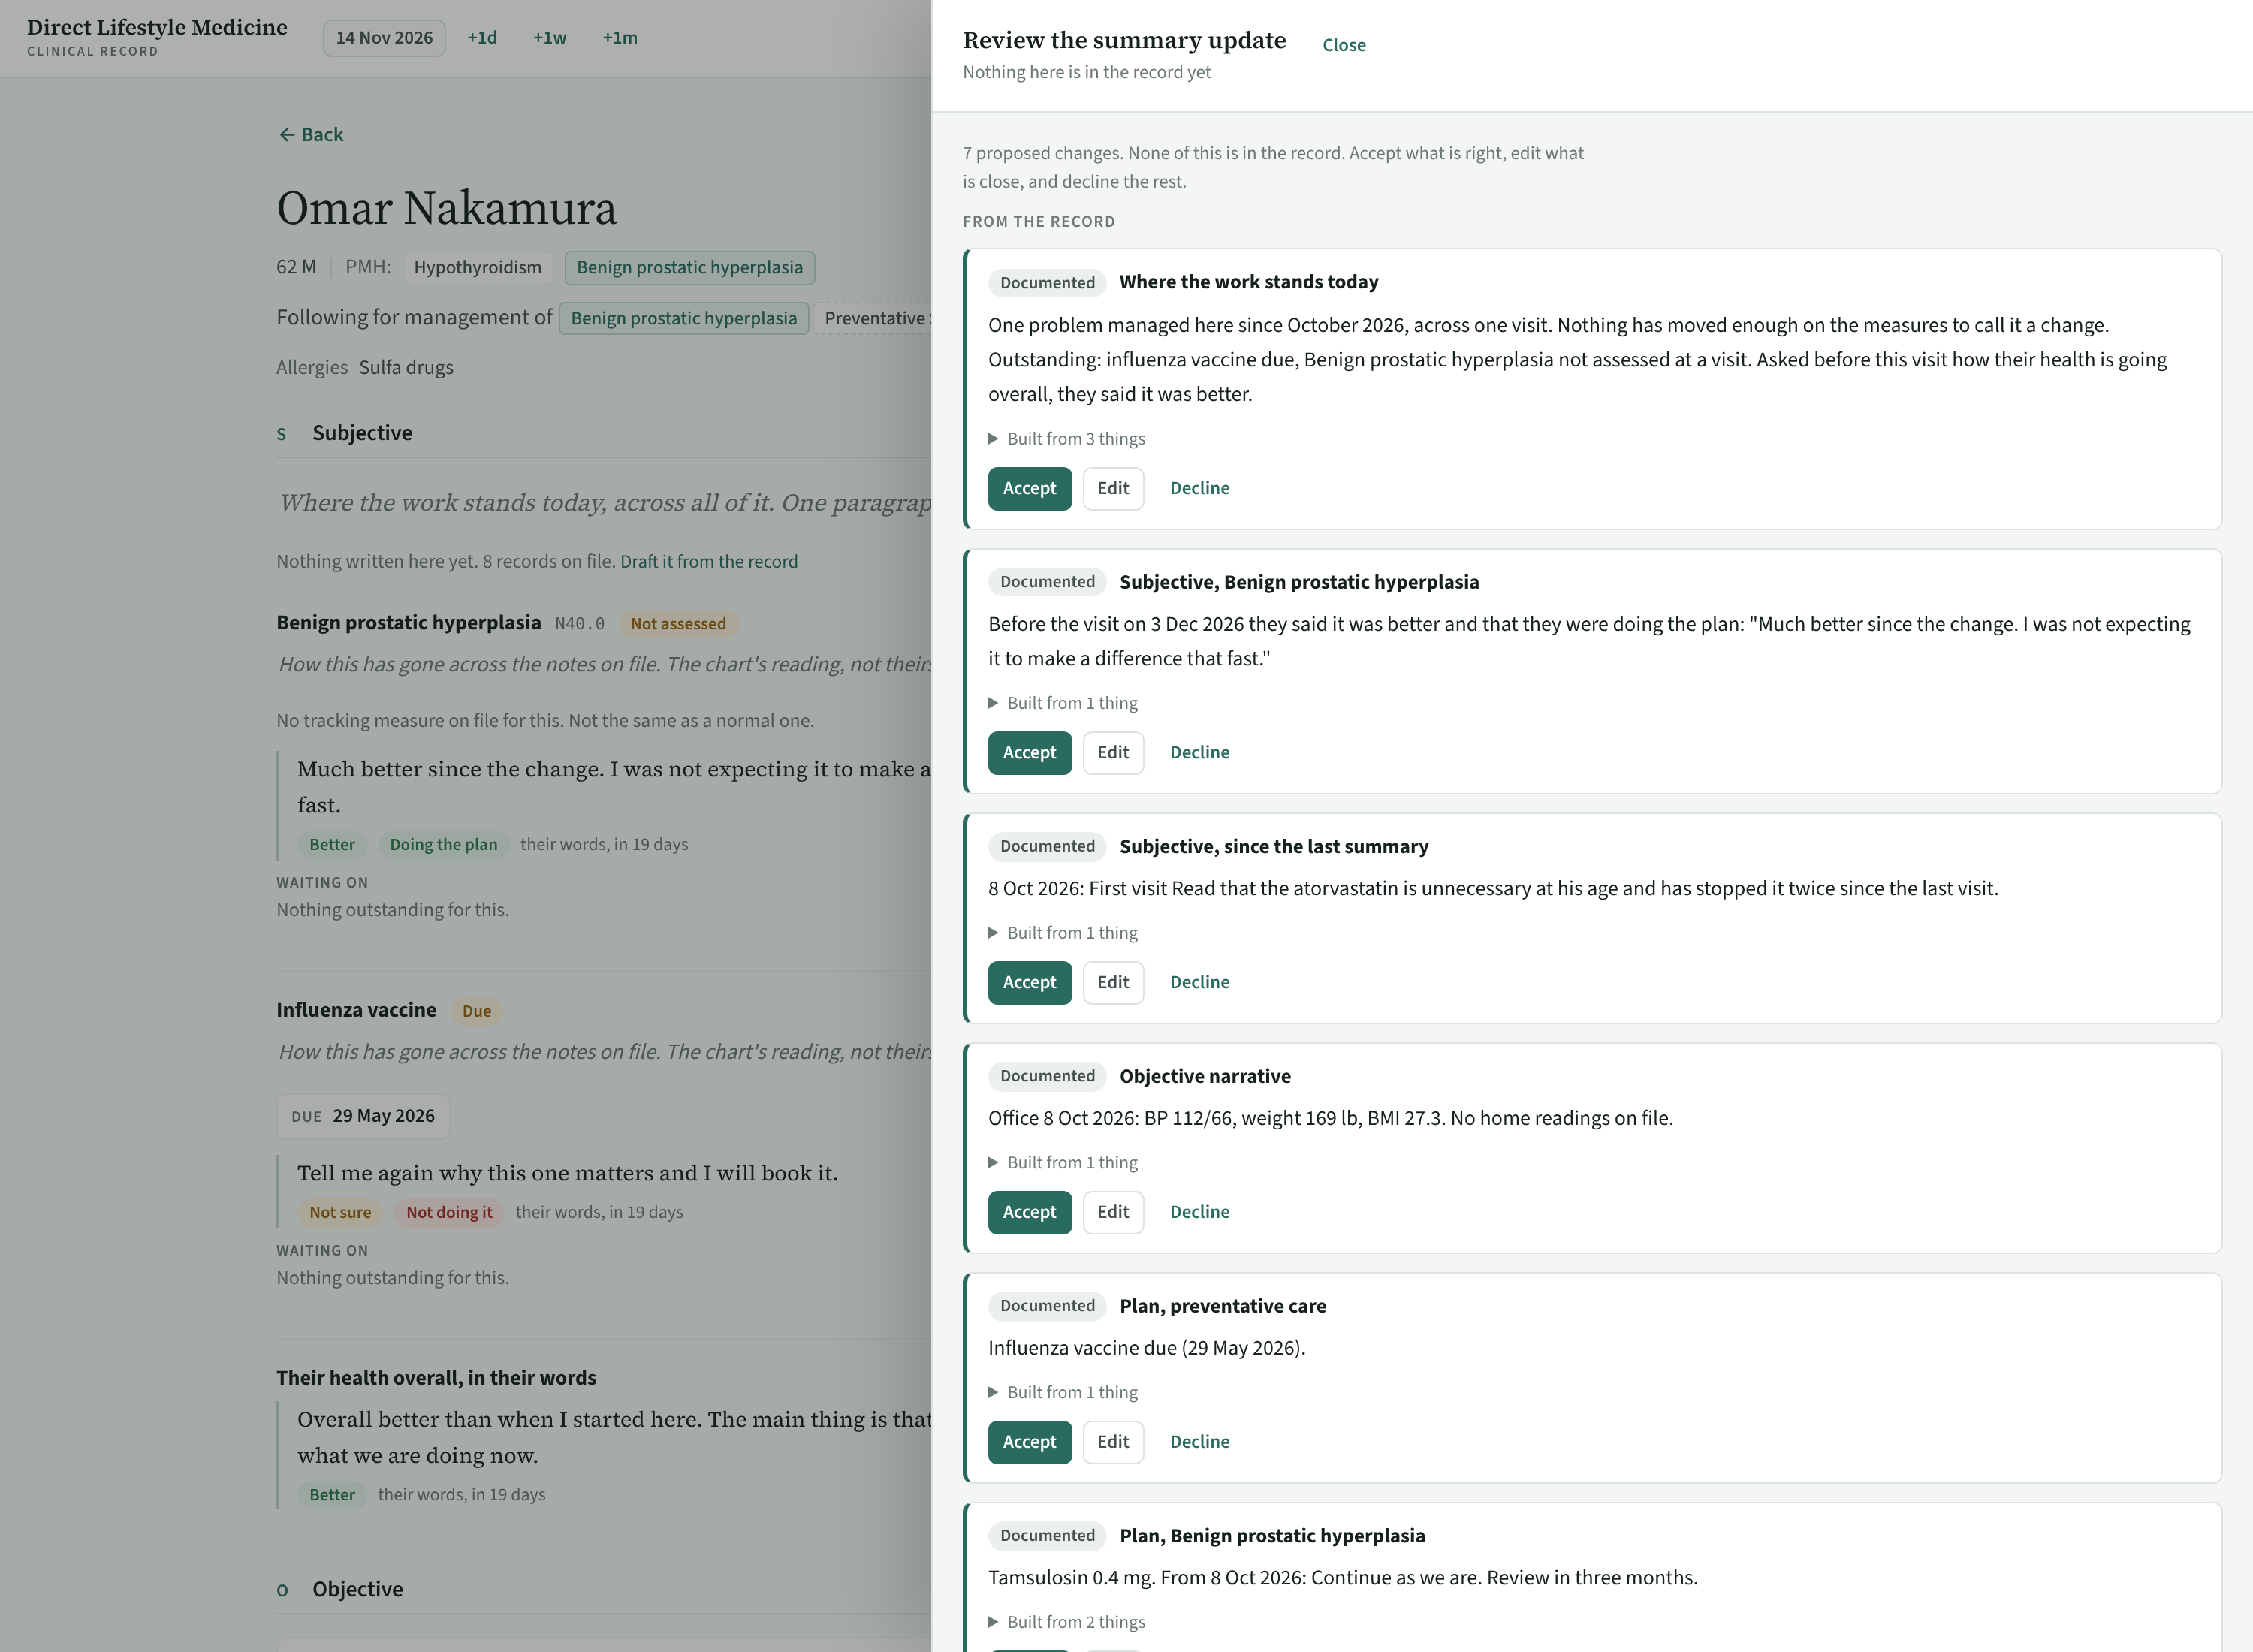 Direct Lifestyle Medicine
CLINICAL RECORD
14 Nov 2026 +1d +1w +1m
← Back
Omar Nakamura
62 M | PMH: Hypothyroidism Benign prostatic hyperplasia
Following for management of Benign prostatic hyperplasia Preventative
Allergies Sulfa drugs
S Subjective
Where the work stands today, across all of it. One paragrap
Nothing written here yet. 8 records on file. Draft it from the record
Benign prostatic hyperplasia N40.0 Not assessed
How this has gone across the notes on file. The chart's reading, not theirs
No tracking measure on file for this. Not the same as a normal one.
Much better since the change. I was not expecting it to make a
fast.
Better Doing the plan their words, in 19 days
WAITING ON
Nothing outstanding for this.
Influenza vaccine Due
How this has gone across the notes on file. The chart's reading, not theirs
DUE 29 May 2026
Tell me again why this one matters and I will book it.
Not sure Not doing it their words, in 19 days
WAITING ON
Nothing outstanding for this.
Their health overall, in their words
Overall better than when I started here. The main thing is that
what we are doing now.
Better their words, in 19 days
O Objective
Review the summary update Close
Nothing here is in the record yet
7 proposed changes. None of this is in the record. Accept what is right, edit what
is close, and decline the rest.
FROM THE RECORD
Documented Where the work stands today
One problem managed here since October 2026, across one visit. Nothing has moved enough on the measures to call it a change.
Outstanding: influenza vaccine due, Benign prostatic hyperplasia not assessed at a visit. Asked before this visit how their health is going
overall, they said it was better.
▶ Built from 3 things
Accept Edit Decline
Documented Subjective, Benign prostatic hyperplasia
Before the visit on 3 Dec 2026 they said it was better and that they were doing the plan: "Much better since the change. I was not expecting
it to make a difference that fast."
▶ Built from 1 thing
Accept Edit Decline
Documented Subjective, since the last summary
8 Oct 2026: First visit Read that the atorvastatin is unnecessary at his age and has stopped it twice since the last visit.
▶ Built from 1 thing
Accept Edit Decline
Documented Objective narrative
Office 8 Oct 2026: BP 112/66, weight 169 lb, BMI 27.3. No home readings on file.
▶ Built from 1 thing
Accept Edit Decline
Documented Plan, preventative care
Influenza vaccine due (29 May 2026).
▶ Built from 1 thing
Accept Edit Decline
Documented Plan, Benign prostatic hyperplasia
Tamsulosin 0.4 mg. From 8 Oct 2026: Continue as we are. Review in three months.
▶ Built from 2 things